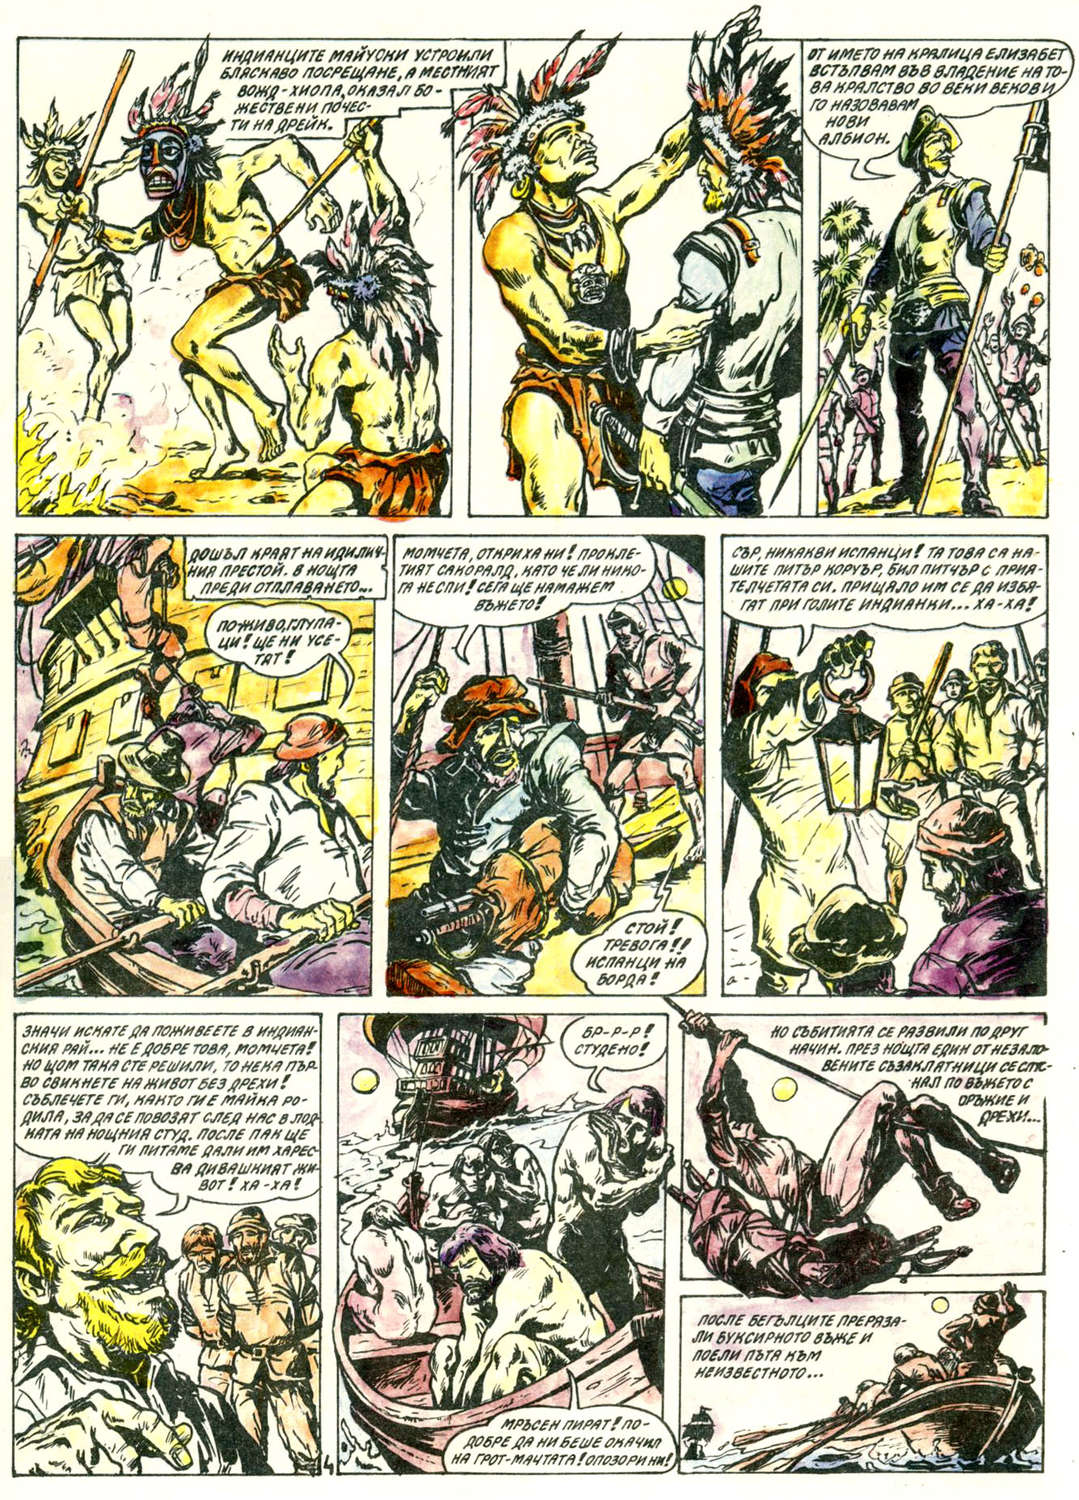 ИНДИАНЦИТЕ МАЙУСКИ УСТРОИЛИ
БЛЯСКАВО ПОСРЕЩАНЕ, А МЕСТНИЯТ
ВОЖД - ХИОПА, ОКАЗАЛ БО-
ЖЕСТВЕНИ ПОЧЕС-
ТИ НА ДРЕЙК.
ОТ ИМЕТО НА КРАЛИЦА ЕЛИЗАБЕТ
ВСТЪПВАМ ВЪВ ВЛАДЕНИЕ НА ТО-
ВА КРАЛСТВО ВО ВЕКИ ВЕКОВ И
ГО НАЗОВАВАМ
НОВИ
АЛБИОН.
ДОШЪЛ КРАЯТ НА ИДИЛИЧ-
НИЯ ПРЕСТОЙ. В НОЩТА
ПРЕДИ ОТПЛАВАНЕТО...
ПО-ЖИВО, ГЛУПА-
ЦИ! ЩЕ НИ УСЕ-
ТЯТ!
МОМЧЕТА, ОТКРИХА НИ! ПРОКЛЕ-
ТИЯТ САКОРАЛД, КАТО ЧЕ ЛИ НИКО-
ГА НЕ СПИ! СЕГА ЩЕ НАМАЖЕМ
ВЪЖЕТО!
СТОЙ!
ТРЕВОГА!!
ИСПАНЦИ НА
БОРДА!
СЪР, НИКАКВИ ИСПАНЦИ! ТА ТОВА СА НА-
ШИТЕ ПИТЪР КОРУЪР, БИЛ ПИТЧЪР С ПРИЯ-
ТЕЛЧЕТАТА СИ. ПРИЩЯЛО ИМ СЕ ДА ИЗБЯ-
ГАТ ПРИ ГОЛИТЕ ИНДИАНКИ... ХА-ХА!
ЗНАЧИ ИСКАТЕ ДА ПОЖИВЕЕТЕ В ИНДИАН-
СКИЯ РАЙ... НЕ Е ДОБРЕ ТОВА, МОМЧЕТА!
НО ЩОМ ТАКА СТЕ РЕШИЛИ, ТО НЕКА ПЪР-
ВО СВИКНЕТЕ НА ЖИВОТ БЕЗ ДРЕХИ!
СЪБЛЕЧЕТЕ ГИ, КАКТО ГИ Е МАЙКА РО-
ДИЛА, ЗА ДА СЕ ПОВОЗЯТ СЛЕД НАС В ЛОД-
КАТА НА НОЩНИЯ СТУД. ПОСЛЕ ПАК ЩЕ
ГИ ПИТАМЕ ДАЛИ ИМ ХАРЕС-
ВА ДИВАШКИЯТ ЖИ-
ВОТ! ХА-ХА!
4
БР-Р-Р!
СТУДЕНО!
МРЪСЕН ПИРАТ! ПО-
ДОБРЕ ДА НИ БЕШЕ ОКАЧИЛ
НА ГРОТ-МАЧТАТА! ОПОЗОРИ НИ!
НО СЪБИТИЯТА СЕ РАЗВИЛИ ПО ДРУГ
НАЧИН. ПРЕЗ НОЩТА ЕДИН ОТ НЕЗАЛО-
ВЕНИТЕ СЪЗАКЛЯТНИЦИ СЕ СПУС-
НАЛ ПО ВЪЖЕТО С
ОРЪЖИЕ И
ДРЕХИ...
ПОСЛЕ БЕГЪЛЦИТЕ ПРЕРЯЗА-
ЛИ БУКСИРНОТО ВЪЖЕ И
ПОЕЛИ ПЪТЯ КЪМ
НЕИЗВЕСТНОТО...